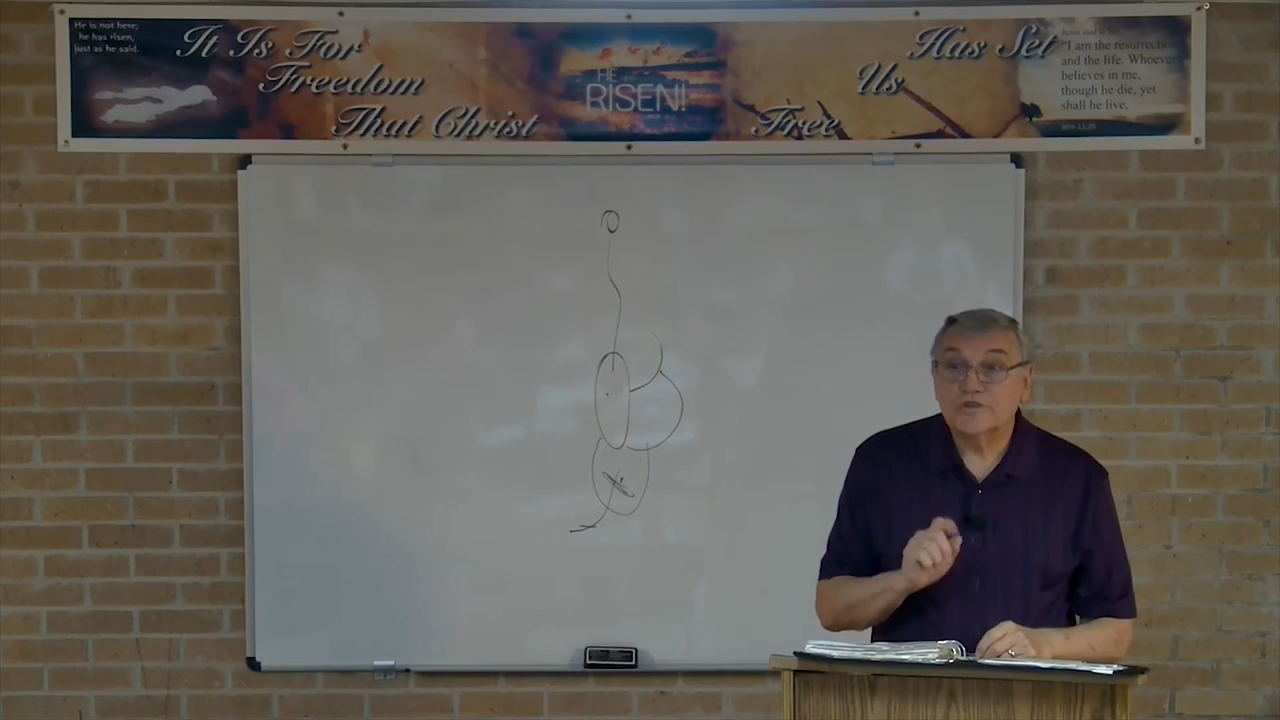 He is not here;
he has risen,
just as he said.
It Is For
Freedom
That Christ
HE
RISEN!
Has Set
Us
Free
"I am the resurrection
and the life. Whoever
believes in me,
though he die, yet
shall he live,